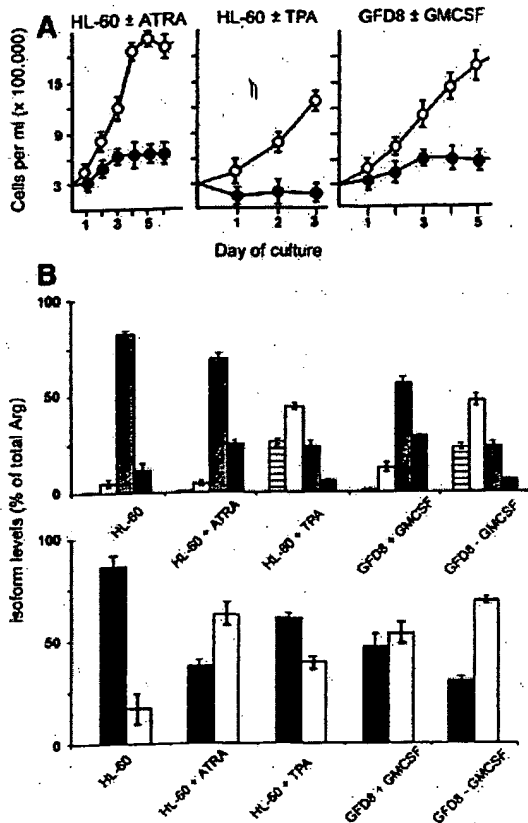 A
HL-60 ± ATRA
HL-60 ± TPA
GFD8 ± GMCSF
Cells per ml (x 100.000)
15
9
3
1 3 5
1 2 3
1 3 5
Day of culture
B
Isoform levels (% of total Arg)
100
50
0
HL-60
HL-60 + ATRA
HL-60 + TPA
GFD8 + GMCSF
GFD8 - GMCSF
100
50
0
HL-60
HL-60 + ATRA
HL-60 + TPA
GFD8 + GMCSF
GFD8 - GMCSF